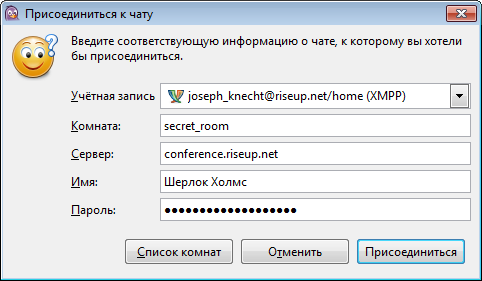 Присоединиться к чату
Введите соответствующую информацию о чате, к которому вы хотели
бы присоединиться.
Учётная запись joseph_knecht@riseup.net/home (XMPP)
Комната: secret_room
Сервер: conference.riseup.net
Имя: Шерлок Холмс
Пароль: ●●●●●●●●●●●●●●●●●●●
Список комнат Отменить Присоединиться